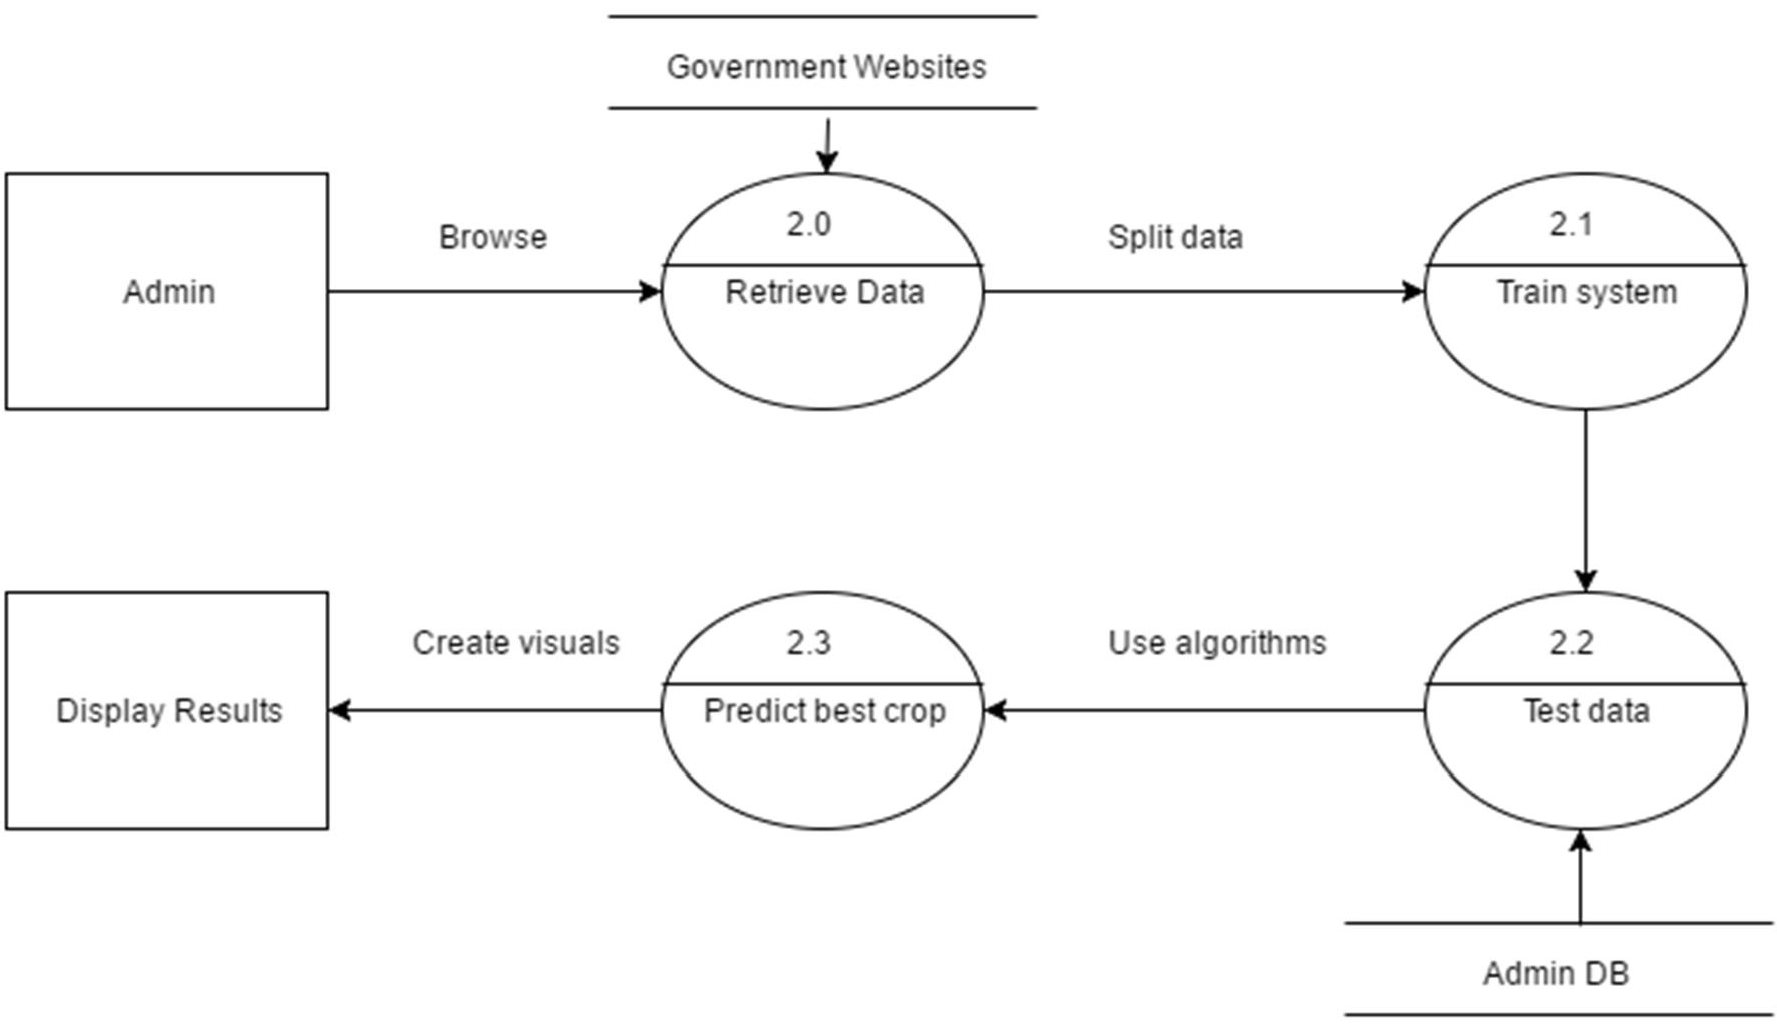 Government Websites
Admin
Browse
2.0
Retrieve Data
Split data
2.1
Train system
Display Results
Create visuals
2.3
Predict best crop
Use algorithms
2.2
Test data
Admin DB